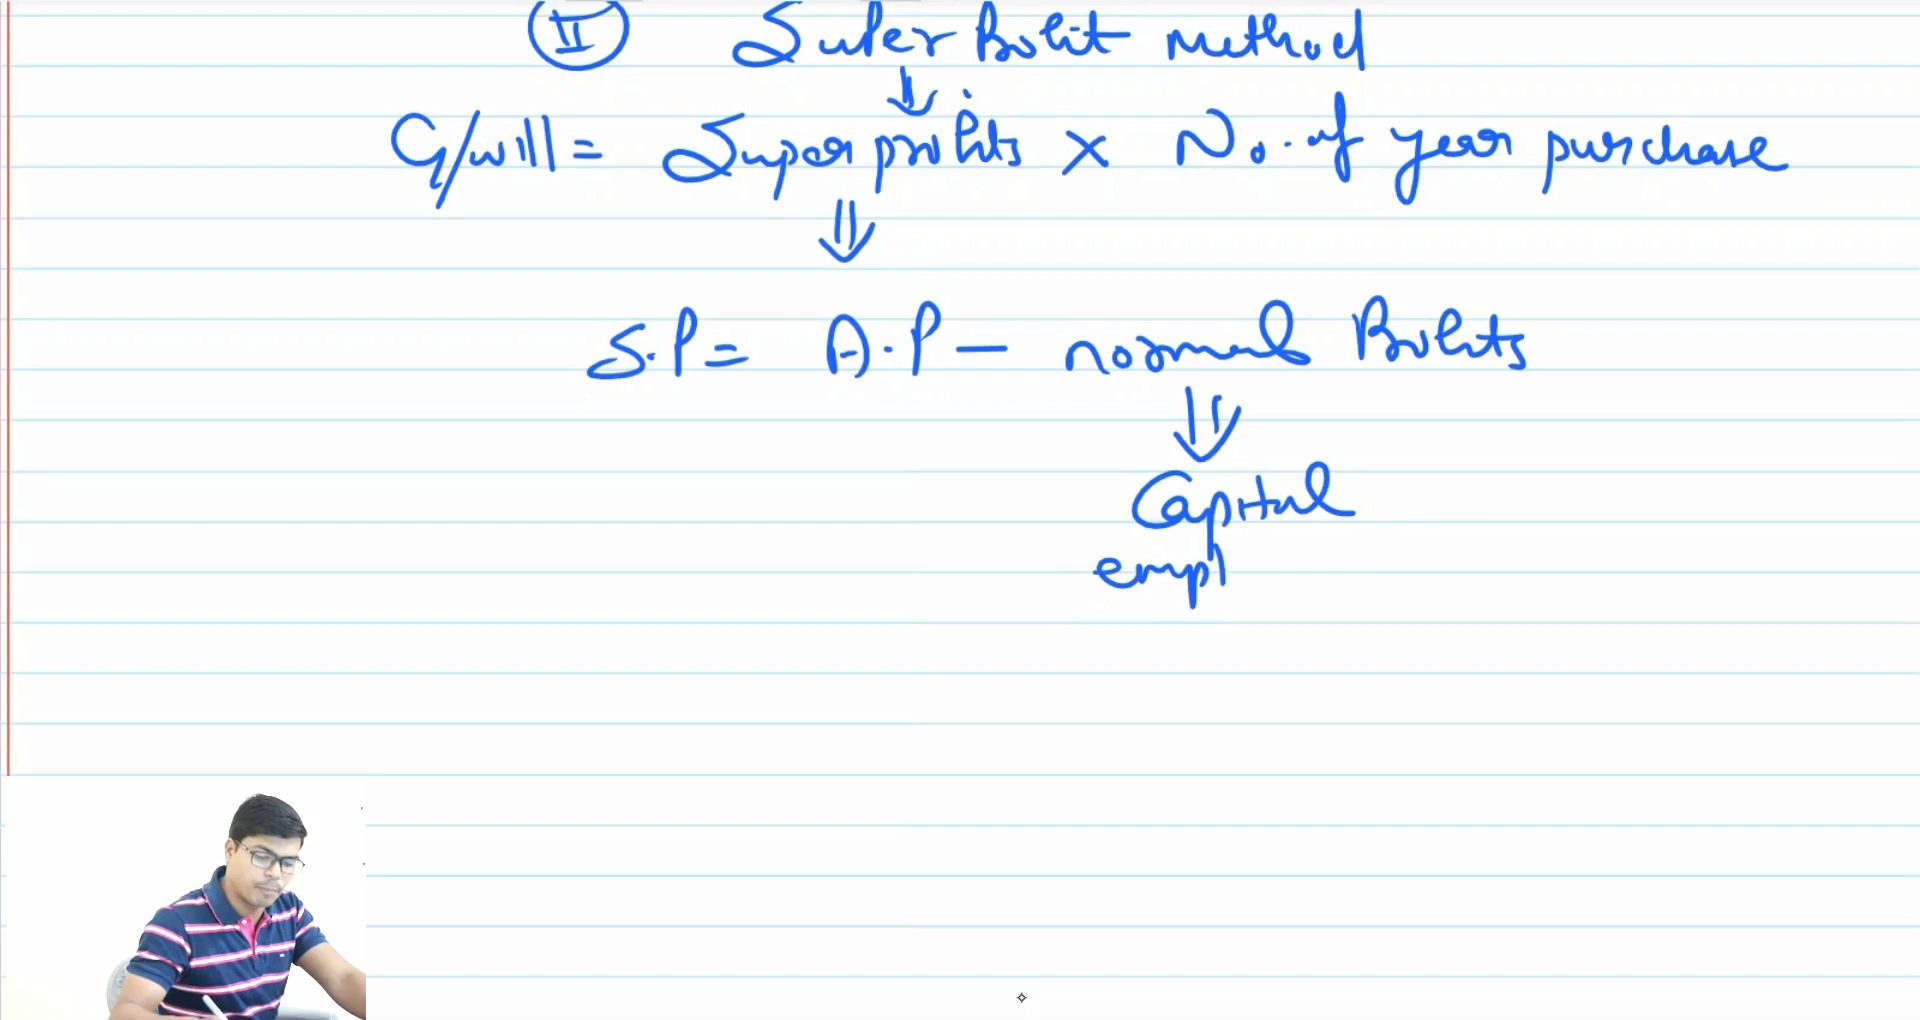 II Super Profit method
G/will = Super profits × No. of year purchase
S.P = A.P - normal Profits
Capital
empl